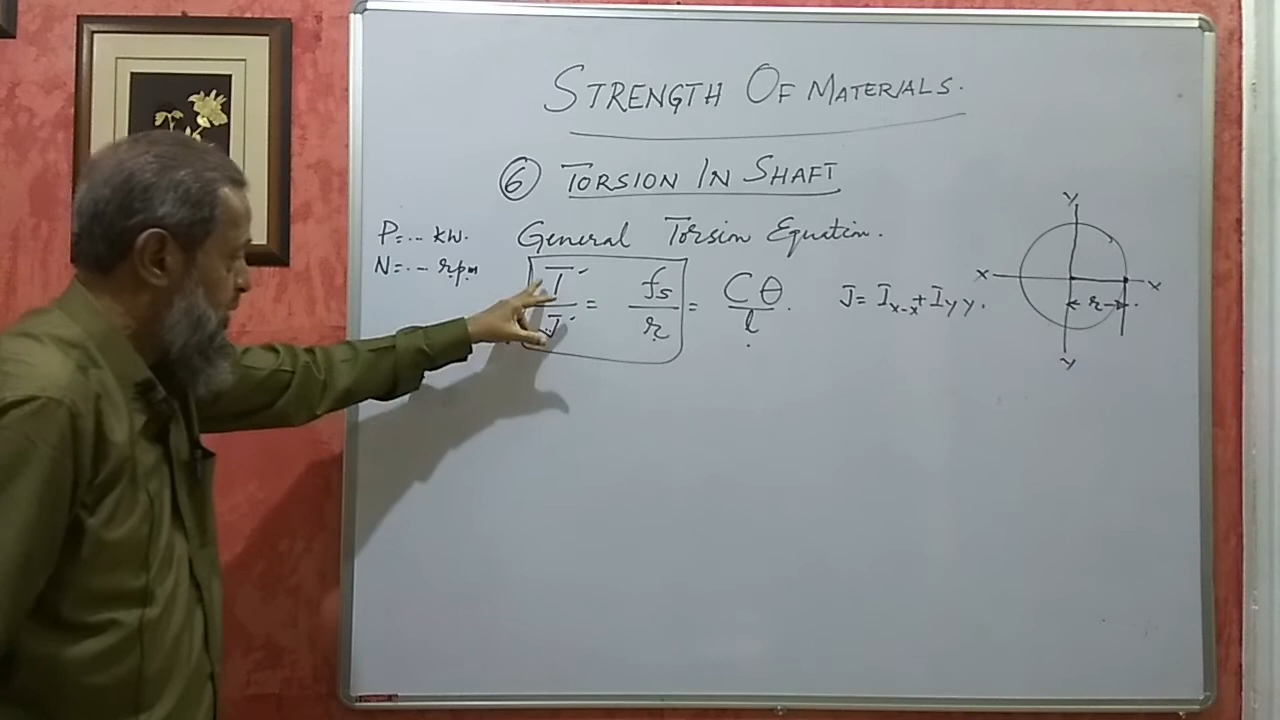 STRENGTH OF MATERIALS.
⑥ TORSION IN SHAFT
P=... KW.
N=.- rpm
General Torsion Equation.
T/J = fs/r = Cθ/l.
J = Ix-x + Iyy.
y
x
x
r
y